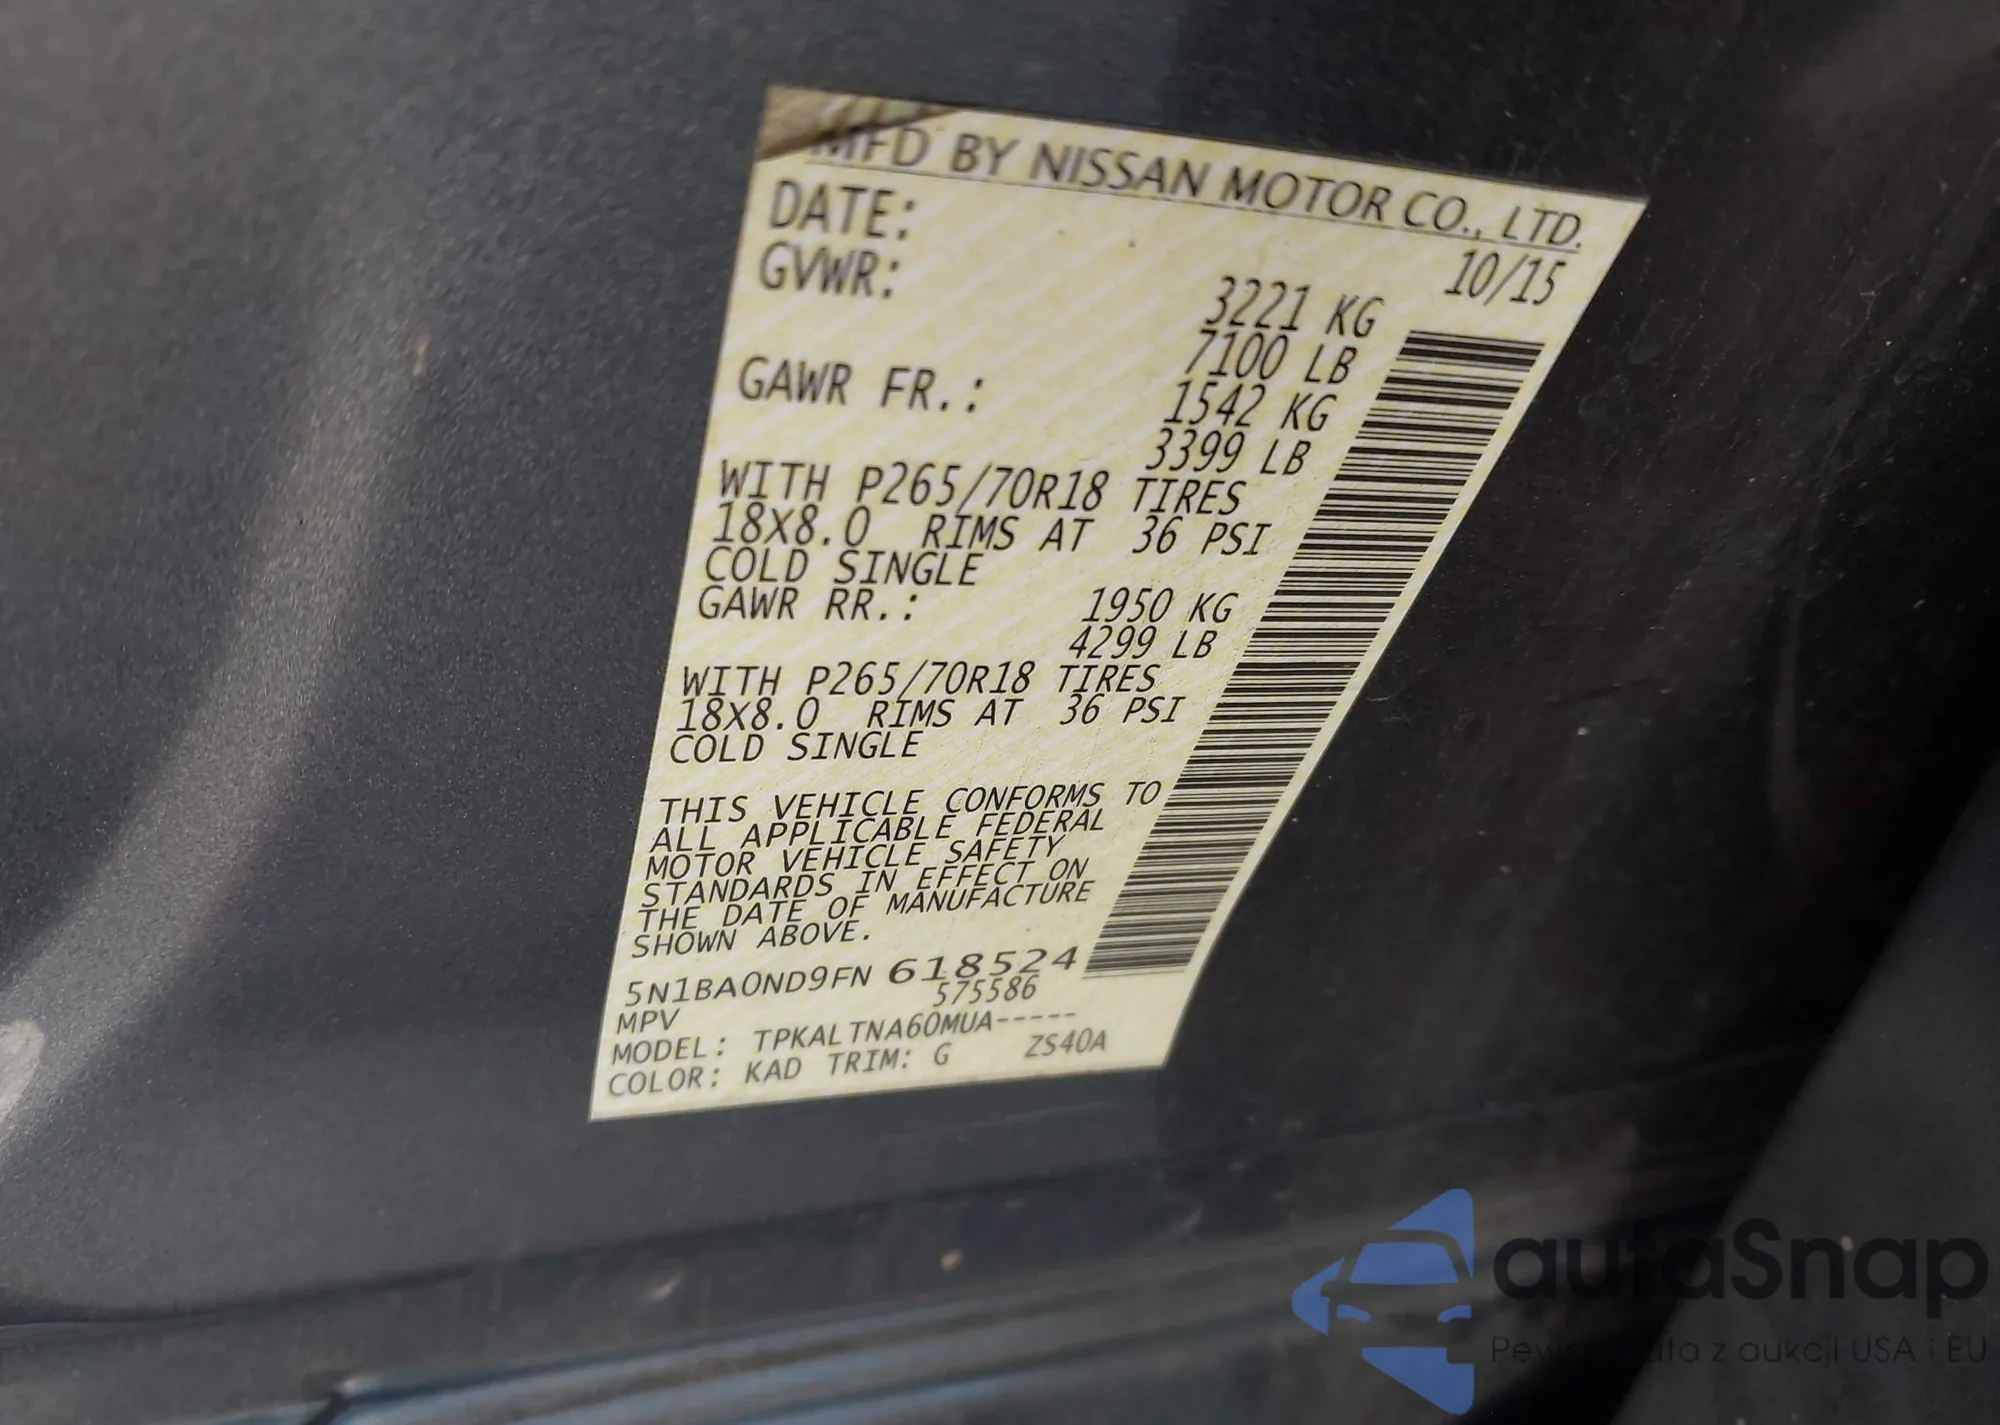 MFD BY NISSAN MOTOR CO., LTD.
DATE: 10/15
GVWR: 3221 KG
7100 LB
GAWR FR.: 1542 KG
3399 LB
WITH P265/70R18 TIRES
18X8.0 RIMS AT 36 PSI
COLD SINGLE
GAWR RR.: 1950 KG
4299 LB
WITH P265/70R18 TIRES
18X8.0 RIMS AT 36 PSI
COLD SINGLE
THIS VEHICLE CONFORMS TO
ALL APPLICABLE FEDERAL
MOTOR VEHICLE SAFETY
STANDARDS IN EFFECT ON
THE DATE OF MANUFACTURE
SHOWN ABOVE.
5N1BA0ND9FN 618524
575586
MPV
MODEL: TPKALTNA60MUA-----
COLOR: KAD TRIM: G ZS40A
autaSnap
z aukcji USA i EU